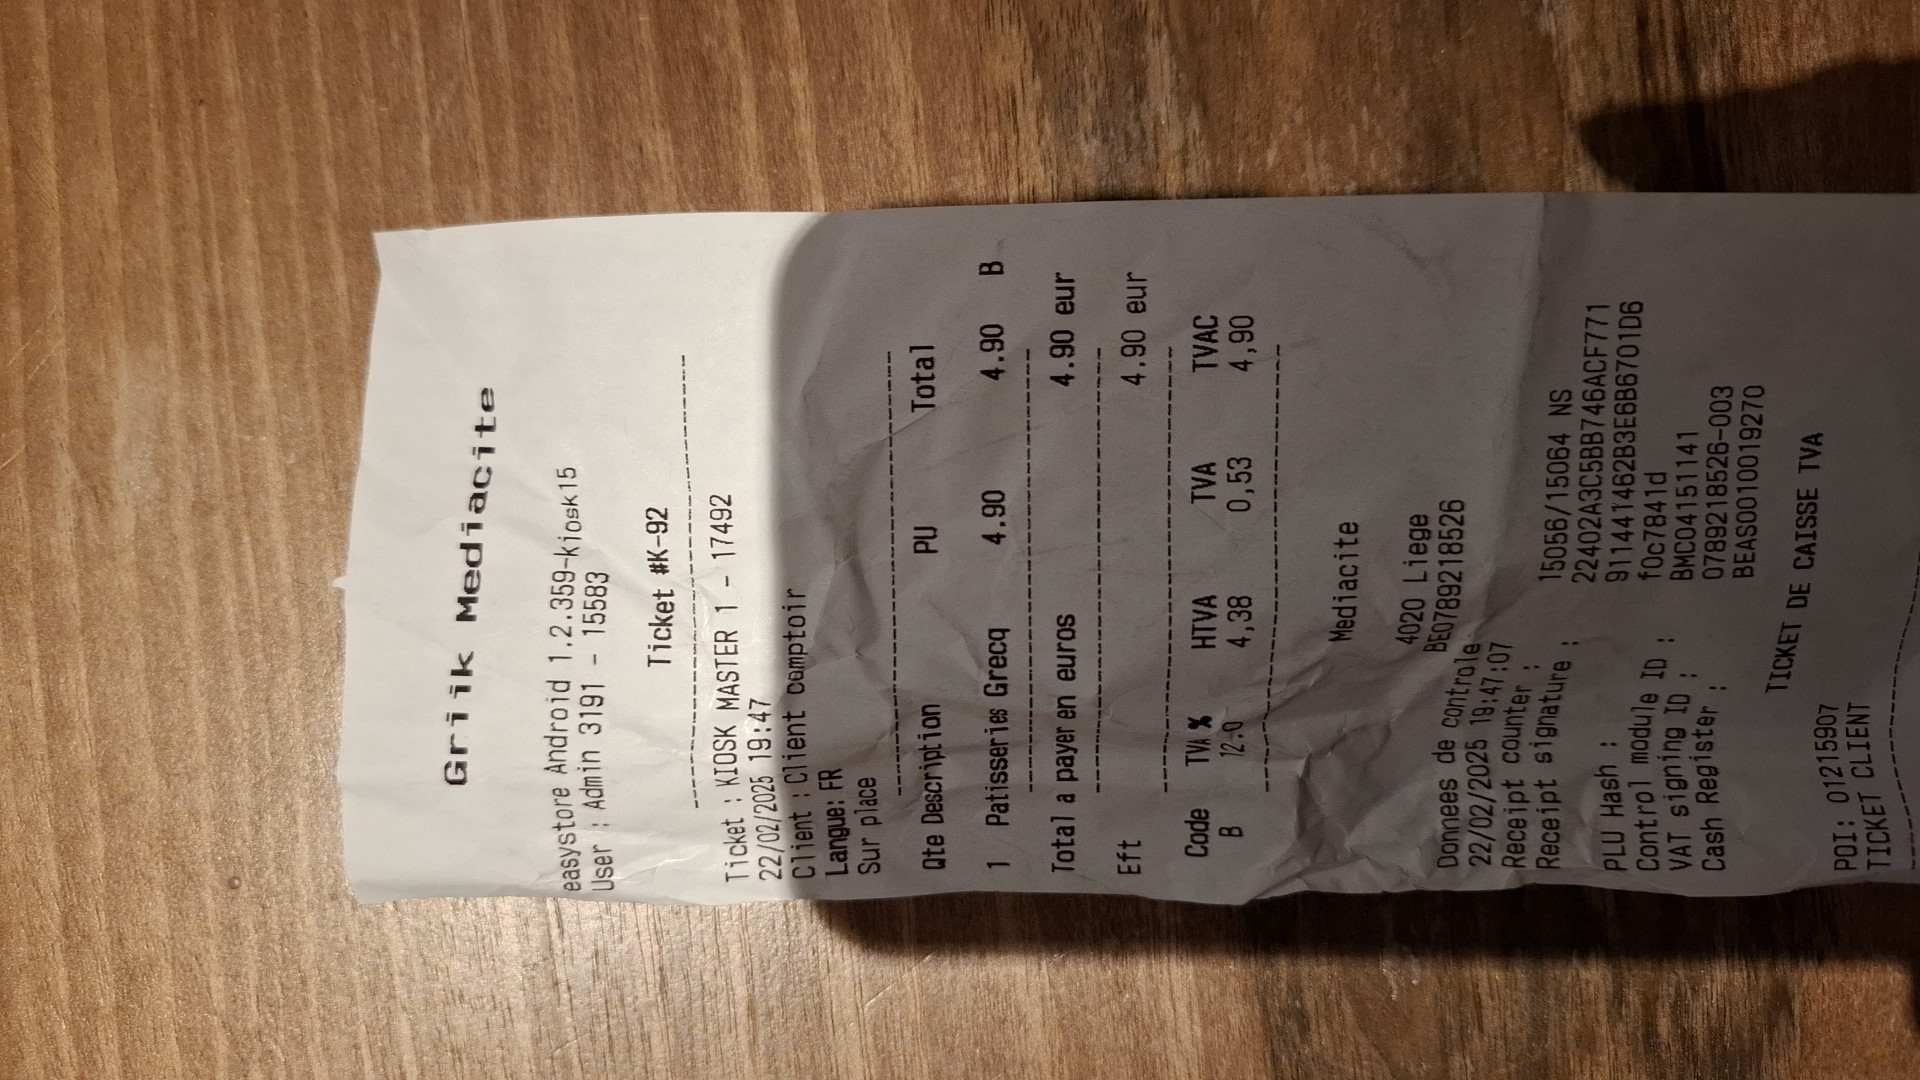 Griik Mediacite
easystore Android 1.2.359-kiosk15
User : Admin 3191 - 15583
Ticket #K-92
Ticket : KIOSK MASTER 1 - 17492
22/02/2025 19:47
Client : Client comptoir
Langue: FR
Sur place
Qte Description PU Total
1 Patisseries Grecq 4.90 4.90 B
Total a payer en euros 4.90 eur
Eft 4.90 eur
Code TVA % HTVA TVA TVAC
B 12.0 4,38 0,53 4,90
Mediacite
4020 Liege
BE0789218526
Donnees de controle
22/02/2025 19:47:07
Receipt counter : 15056/15064 NS
Receipt signature : 22402A3C5BB746ACF771
911441462B3E6B6701D6
PLU Hash : f0c7841d
Control module ID : BMC04151141
VAT signing ID : 0789218526-003
Cash Register : BEAS0010019270
TICKET DE CAISSE TVA
POI: 01215907
TICKET CLIENT